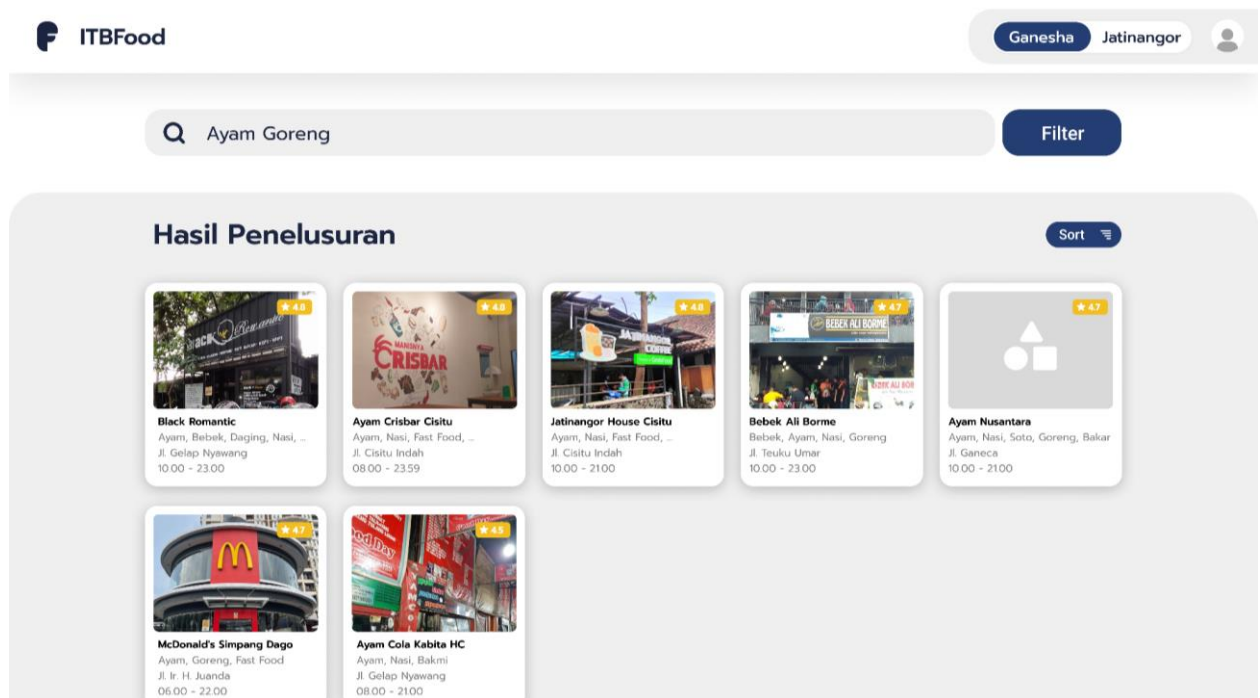 ITBFood
Ganesha
Jatinangor
Ayam Goreng
Filter
Hasil Penelusuran
Sort
4.8
4.8
4.8
4.7
4.7
CRISBAR
JATINANGOR
COFFEE
BEBEK ALI BORME
Black Romantic
Ayam, Bebek, Daging, Nasi, ...
Jl. Gelap Nyawang
10.00 - 23.00
Ayam Crisbar Cisitu
Ayam, Nasi, Fast Food, ...
Jl. Cisitu Indah
08.00 - 23.59
Jatinangor House Cisitu
Ayam, Nasi, Fast Food, ...
Jl. Cisitu Indah
10.00 - 21.00
Bebek Ali Borme
Bebek, Ayam, Nasi, Goreng
Jl. Teuku Umar
10.00 - 23.00
Ayam Nusantara
Ayam, Nasi, Soto, Goreng, Bakar
Jl. Ganeca
10.00 - 21.00
4.7
4.5
McDonald's Simpang Dago
Ayam, Goreng, Fast Food
Jl. Ir. H. Juanda
06.00 - 22.00
Ayam Cola Kabita HC
Ayam, Nasi, Bakmi
Jl. Gelap Nyawang
08.00 - 21.00